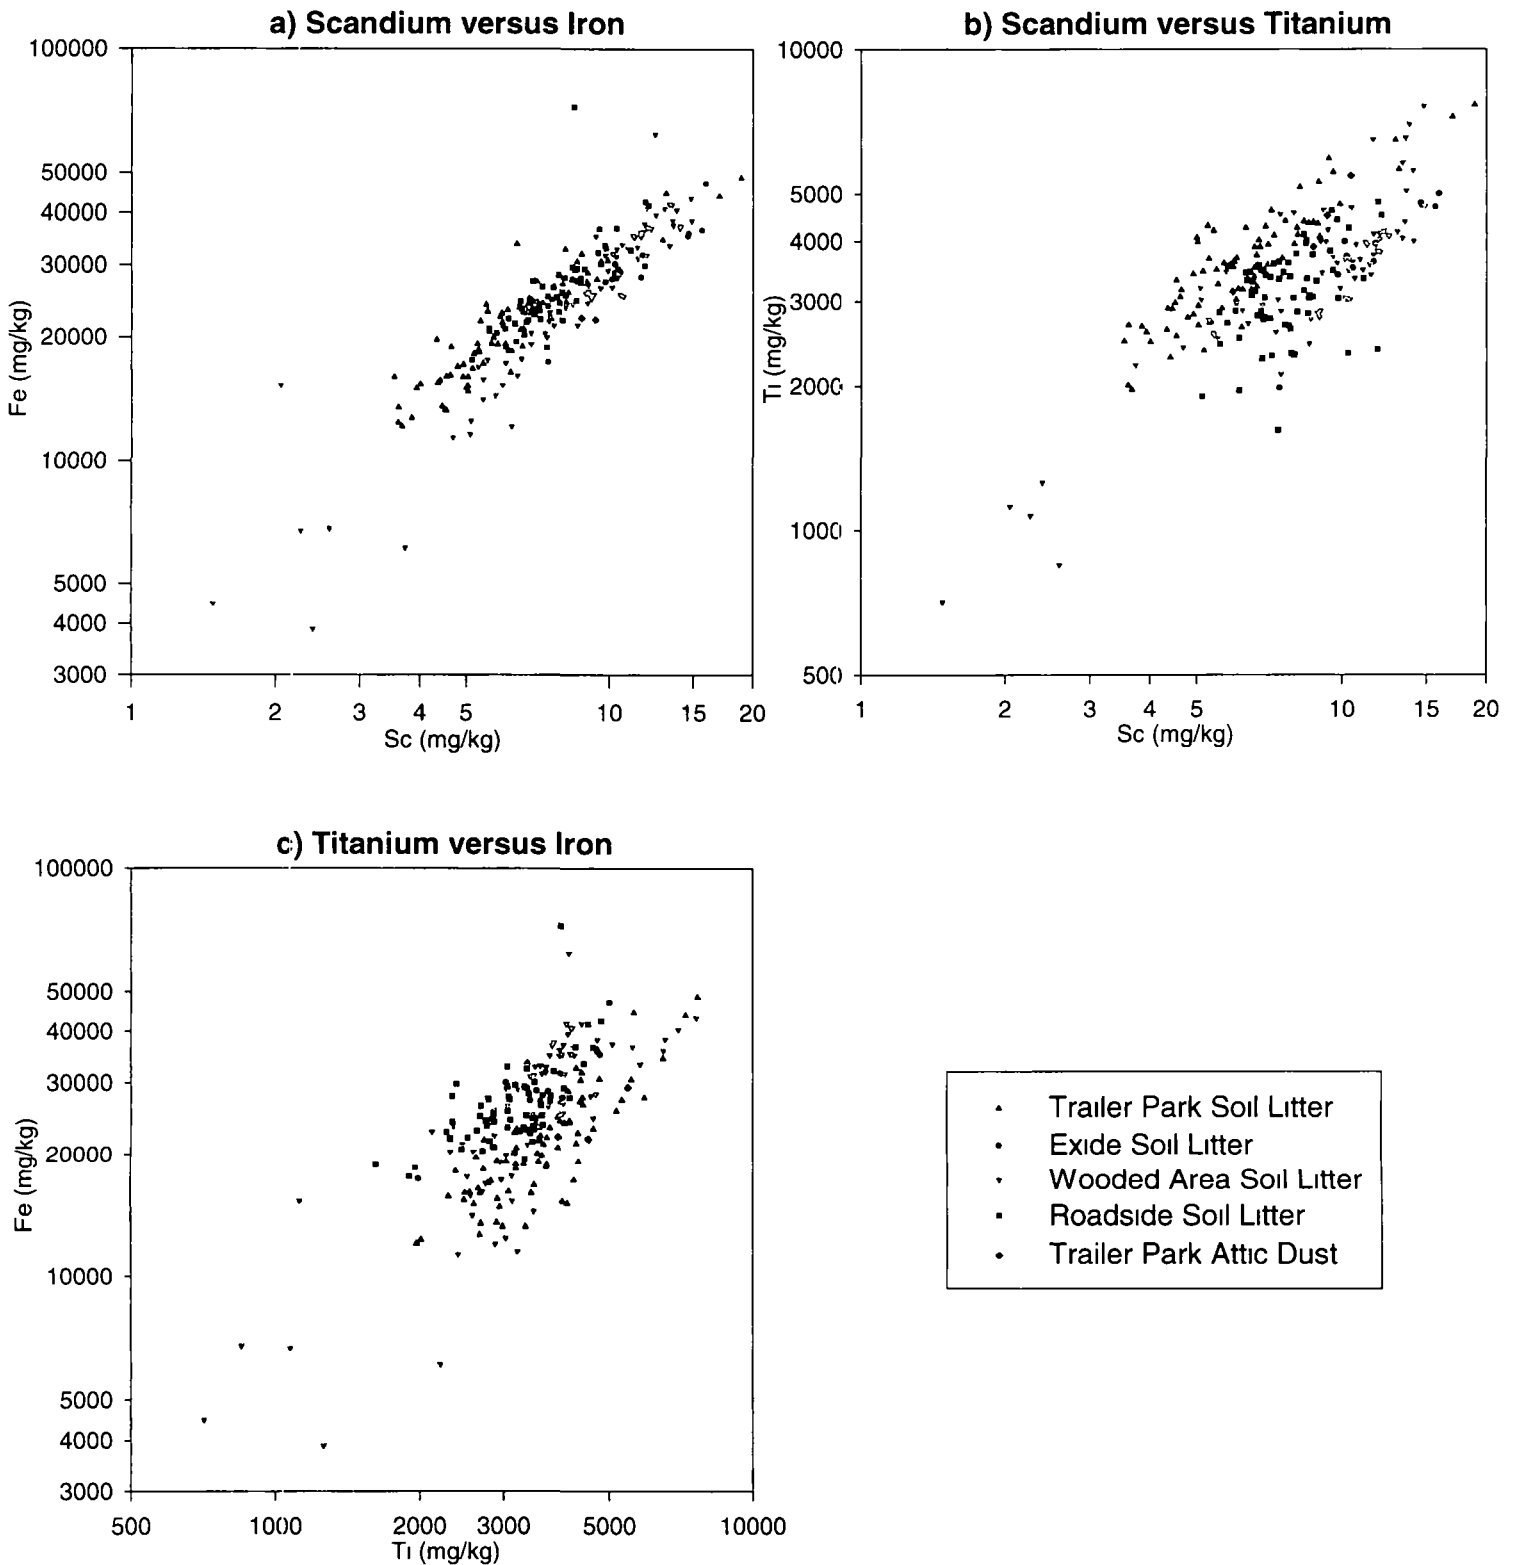 a) Scandium versus Iron
100000
50000
40000
30000
20000
10000
5000
4000
3000
Fe (mg/kg)
1 2 3 4 5 10 15 20
Sc (mg/kg)
b) Scandium versus Titanium
10000
5000
4000
3000
2000
1000
500
Ti (mg/kg)
1 2 3 4 5 10 15 20
Sc (mg/kg)
c) Titanium versus Iron
100000
50000
40000
30000
20000
10000
5000
4000
3000
Fe (mg/kg)
500 1000 2000 3000 5000 10000
Ti (mg/kg)
Trailer Park Soil Litter
Exide Soil Litter
Wooded Area Soil Litter
Roadside Soil Litter
Trailer Park Attic Dust